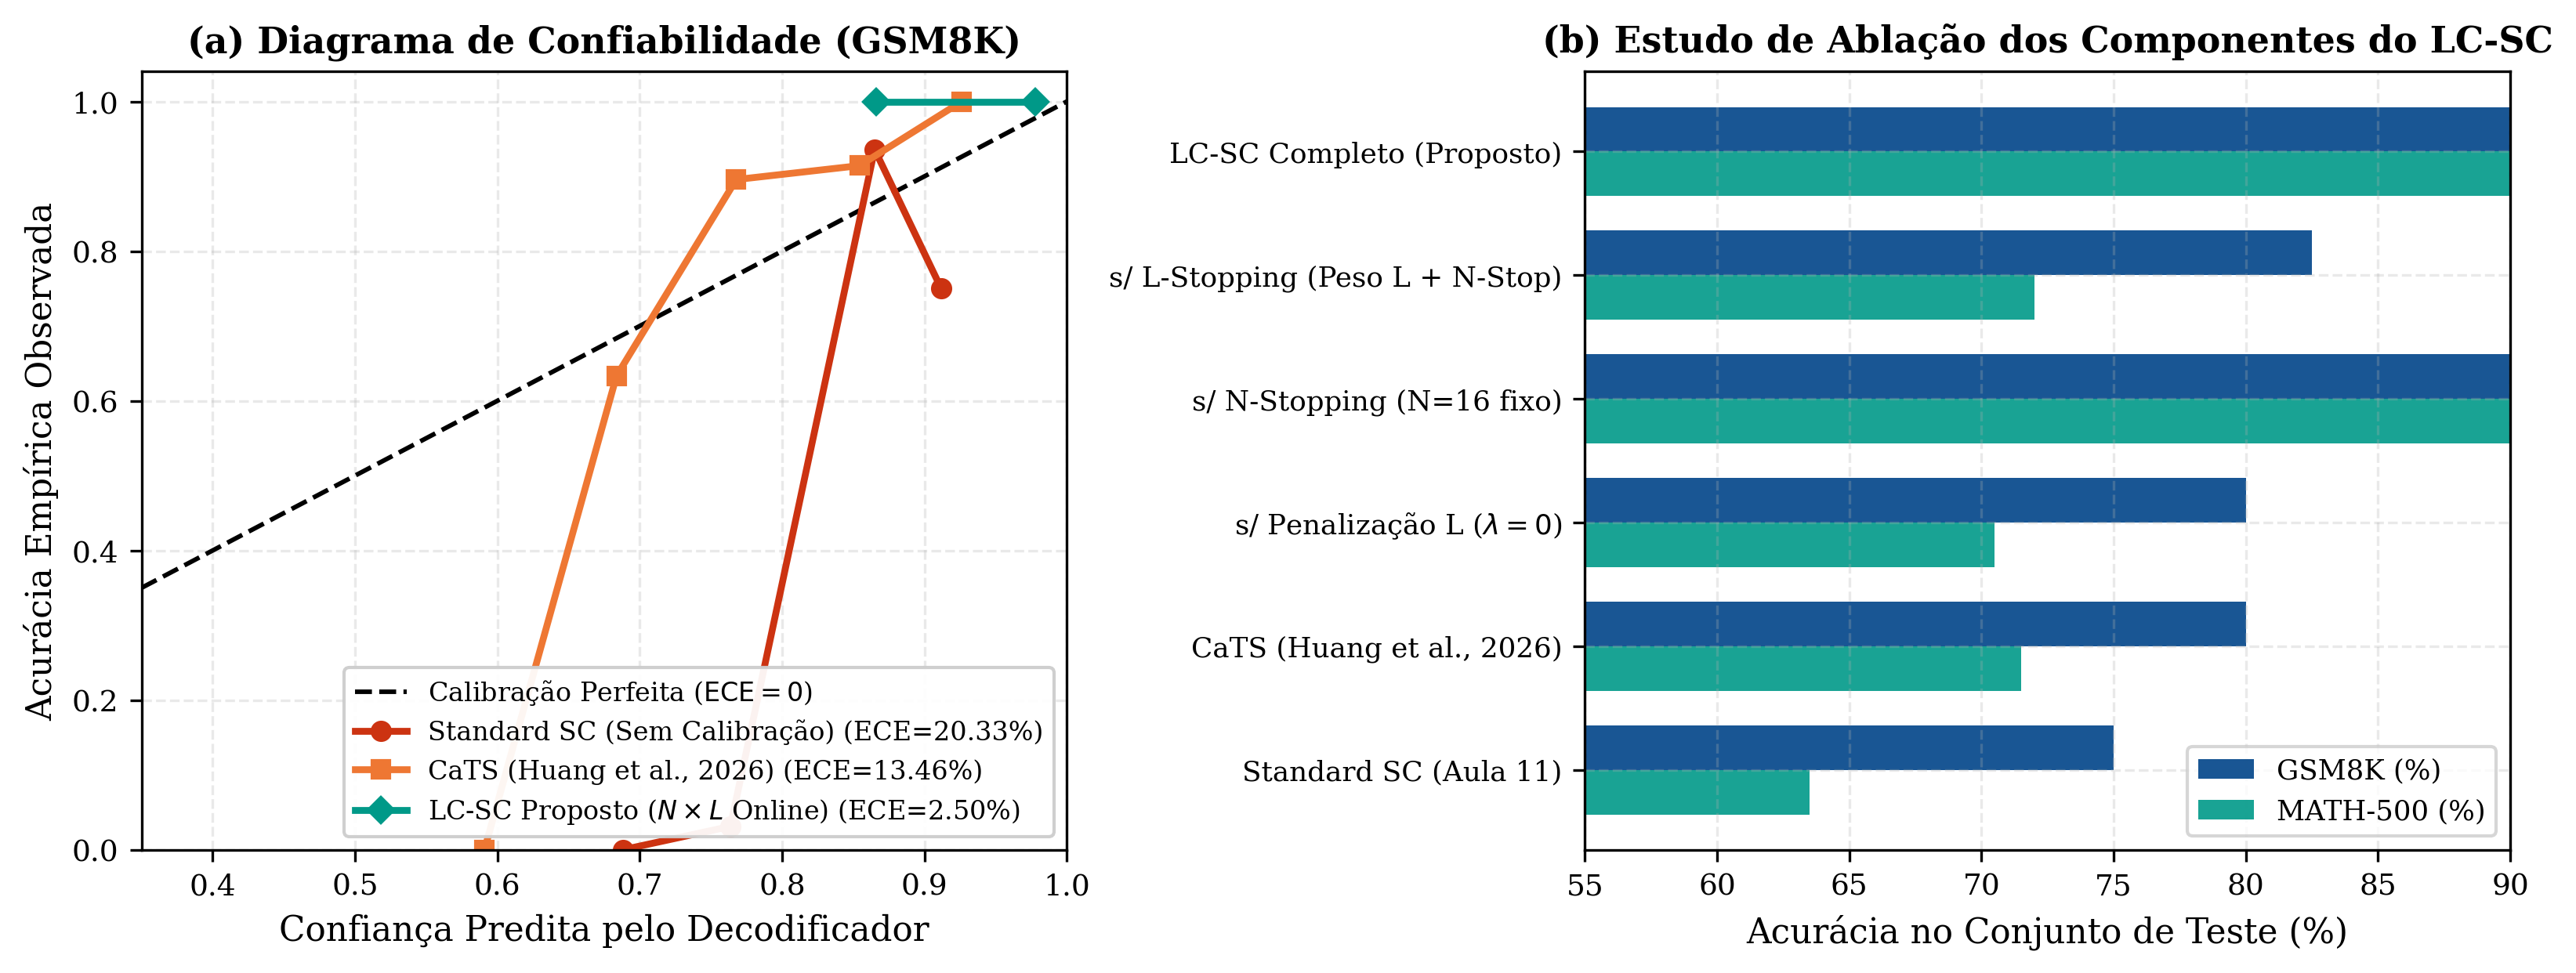 (a) Diagrama de Confiabilidade (GSM8K)
1.0
0.8
0.6
0.4
0.2
0.0
Acurácia Empírica Observada
0.4 0.5 0.6 0.7 0.8 0.9 1.0
Confiança Predita pelo Decodificador
Calibração Perfeita (ECE = 0)
Standard SC (Sem Calibração) (ECE=20.33%)
CaTS (Huang et al., 2026) (ECE=13.46%)
LC-SC Proposto (N × L Online) (ECE=2.50%)
(b) Estudo de Ablação dos Componentes do LC-SC
LC-SC Completo (Proposto)
s/ L-Stopping (Peso L + N-Stop)
s/ N-Stopping (N=16 fixo)
s/ Penalização L (λ = 0)
CaTS (Huang et al., 2026)
Standard SC (Aula 11)
GSM8K (%)
MATH-500 (%)
55 60 65 70 75 80 85 90
Acurácia no Conjunto de Teste (%)